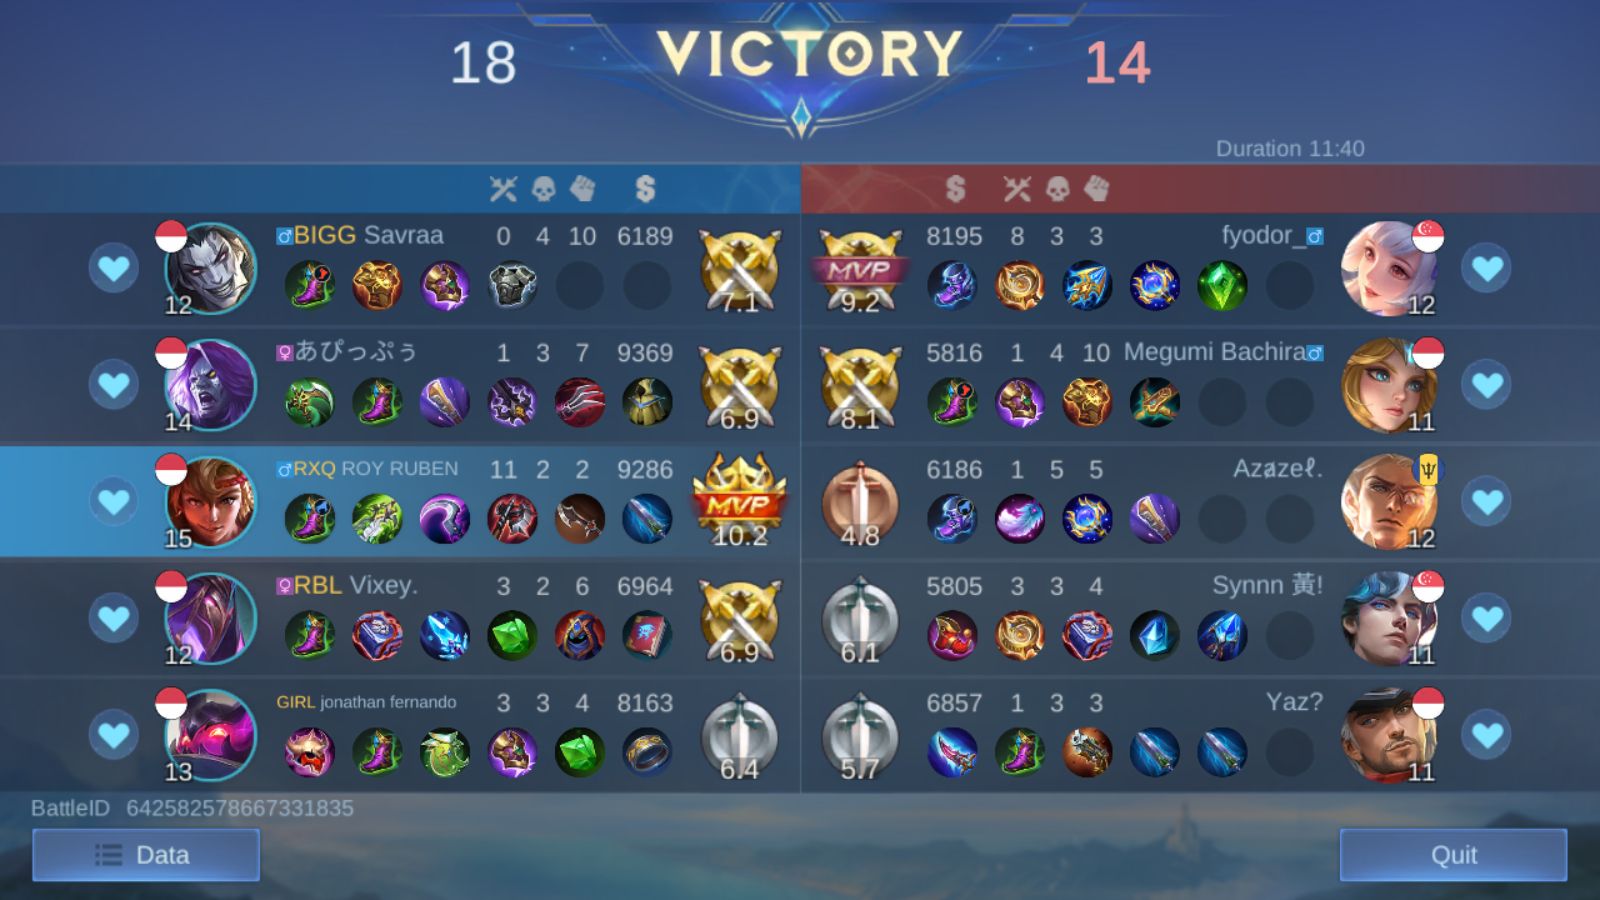 18 VICTORY 14
Duration 11:40
BIGG Savraa 0 4 10 6189 8195 8 3 3 fyodor_
12 7.1 MVP 9.2 12
あぴっぷぅ 1 3 7 9369 5816 1 4 10 Megumi Bachira
14 6.9 8.1 11
RXQ ROY RUBEN 11 2 2 9286 6186 1 5 5 Azazeℓ.
15 MVP 10.2 4.8 12
RBL Vixey. 3 2 6 6964 5805 3 3 4 Synnn 黃!
12 6.9 6.1 11
GIRL jonathan fernando 3 3 4 8163 6857 1 3 3 Yaz?
13 6.4 5.7 11
BattleID 642582578667331835
Data Quit